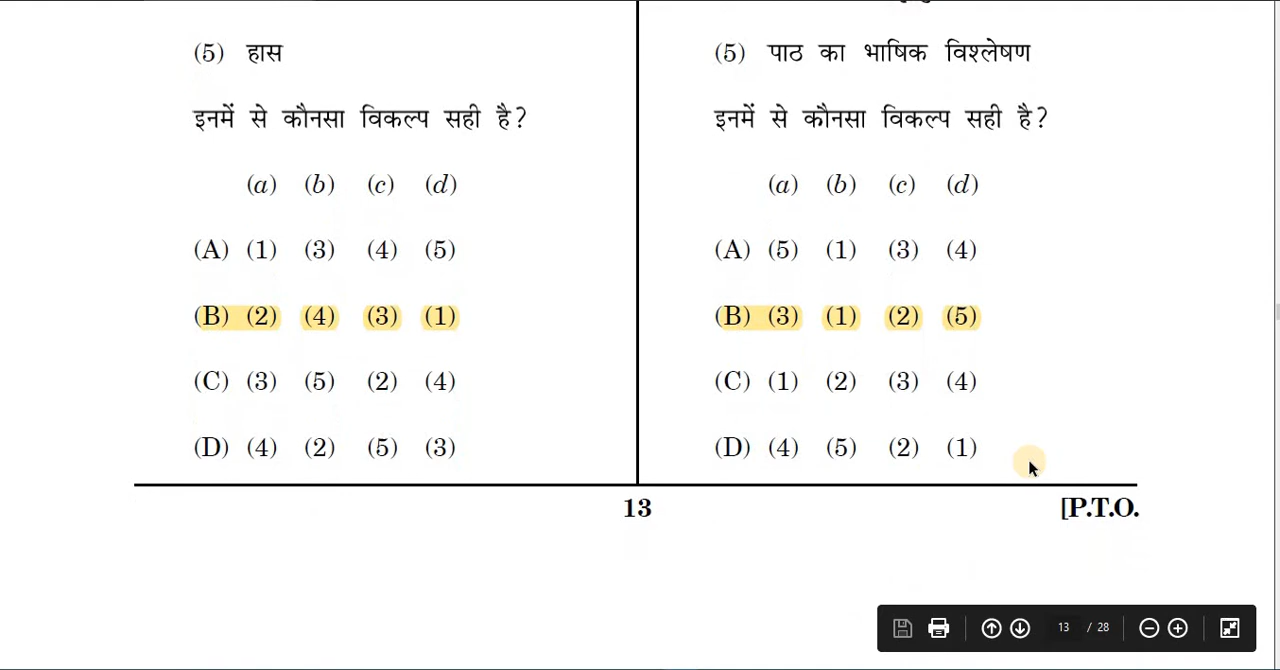 (5) हास
इनमें से कौनसा विकल्प सही है?
(a) (b) (c) (d)
(A) (1) (3) (4) (5)
(B) (2) (4) (3) (1)
(C) (3) (5) (2) (4)
(D) (4) (2) (5) (3)
(5) पाठ का भाषिक विश्लेषण
इनमें से कौनसा विकल्प सही है?
(a) (b) (c) (d)
(A) (5) (1) (3) (4)
(B) (3) (1) (2) (5)
(C) (1) (2) (3) (4)
(D) (4) (5) (2) (1)
13
[P.T.O.
13 / 28